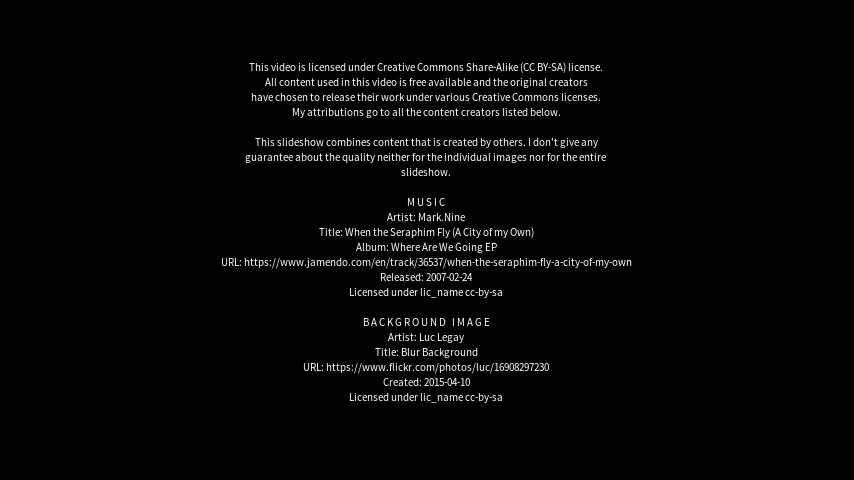 This video is licensed under Creative Commons Share-Alike (CC BY-SA) license.
All content used in this video is free available and the original creators
have chosen to release their work under various Creative Commons licenses.
My attributions go to all the content creators listed below.
This slideshow combines content that is created by others. I don't give any
guarantee about the quality neither for the individual images nor for the entire
slideshow.
MUSIC
Artist: Mark.Nine
Title: When the Seraphim Fly (A City of my Own)
Album: Where Are We Going EP
URL: https://www.jamendo.com/en/track/36537/when-the-seraphim-fly-a-city-of-my-own
Released: 2007-02-24
Licensed under lic_name cc-by-sa
BACKGROUND IMAGE
Artist: Luc Legay
Title: Blur Background
URL: https://www.flickr.com/photos/luc/16908297230
Created: 2015-04-10
Licensed under lic_name cc-by-sa